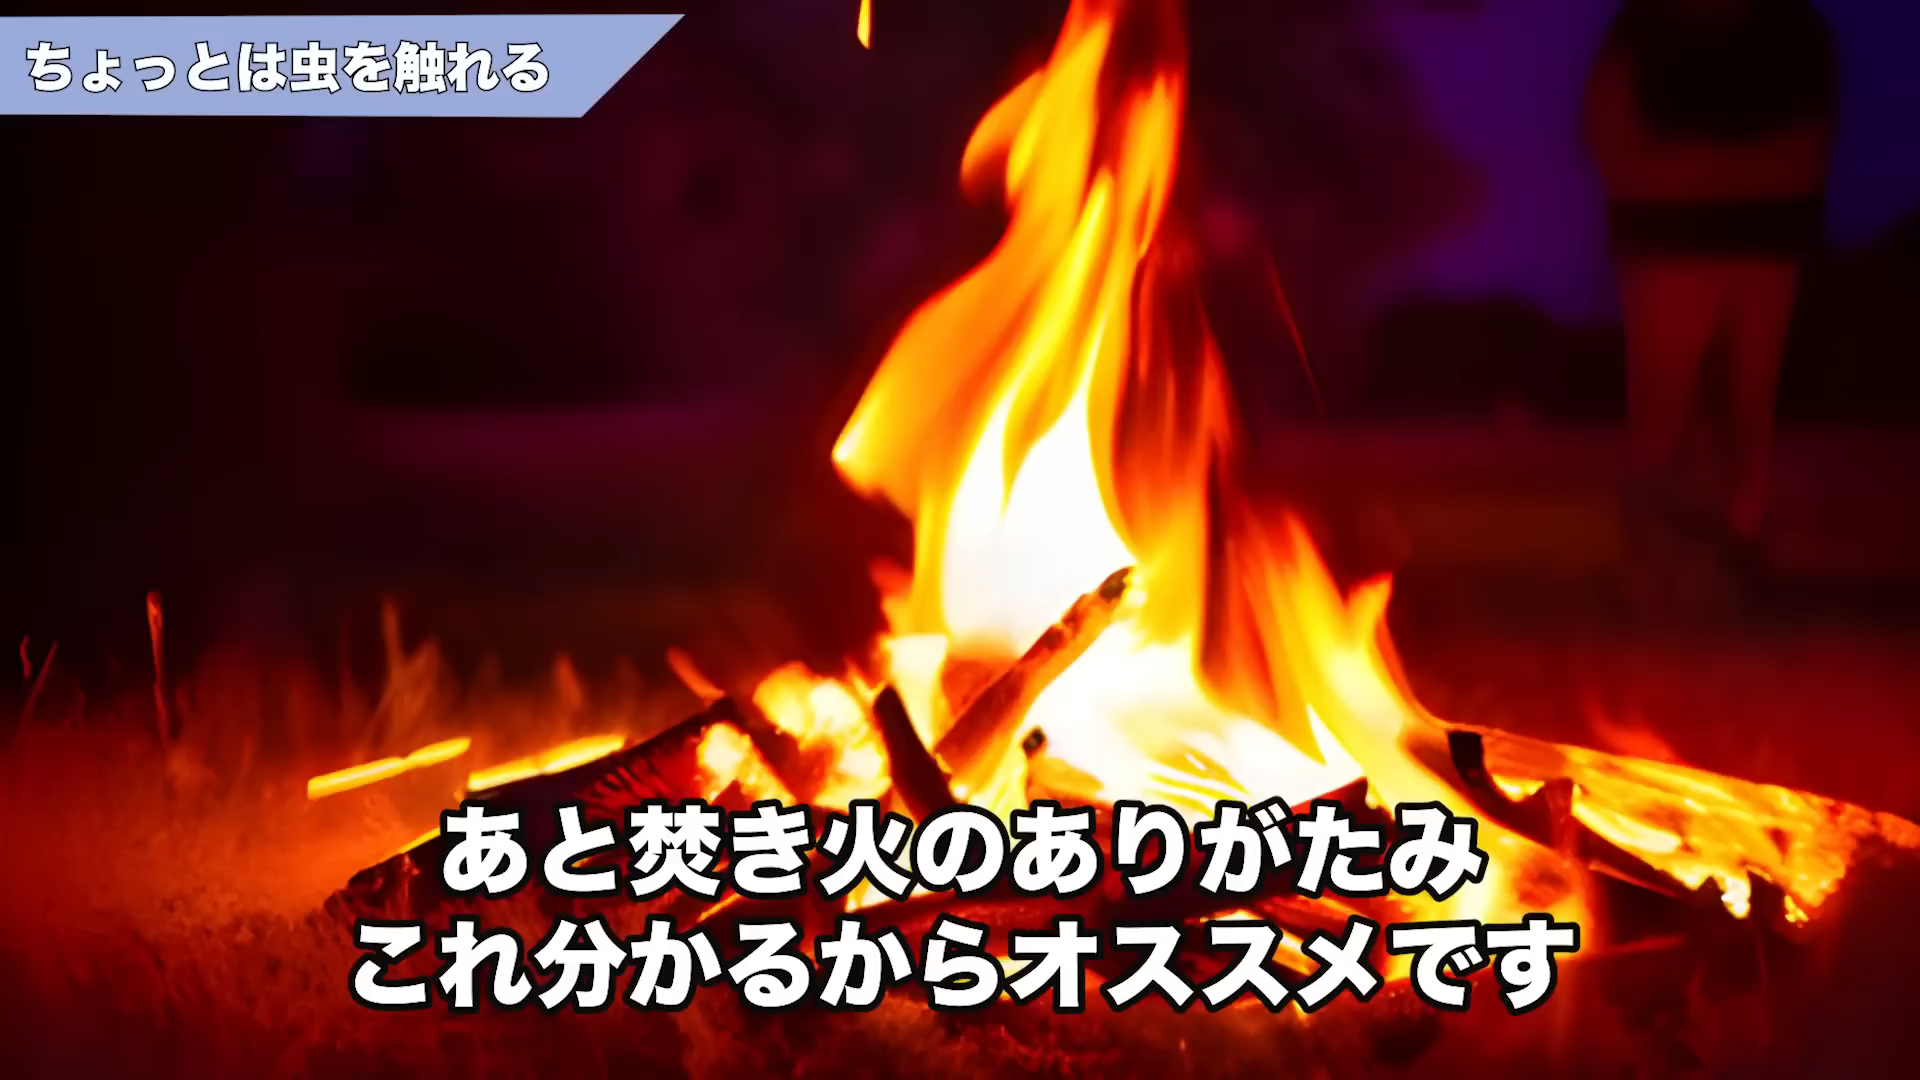 ちょっとは虫を触れる
あと焚き火のありがたみ
これ分かるからオススメです